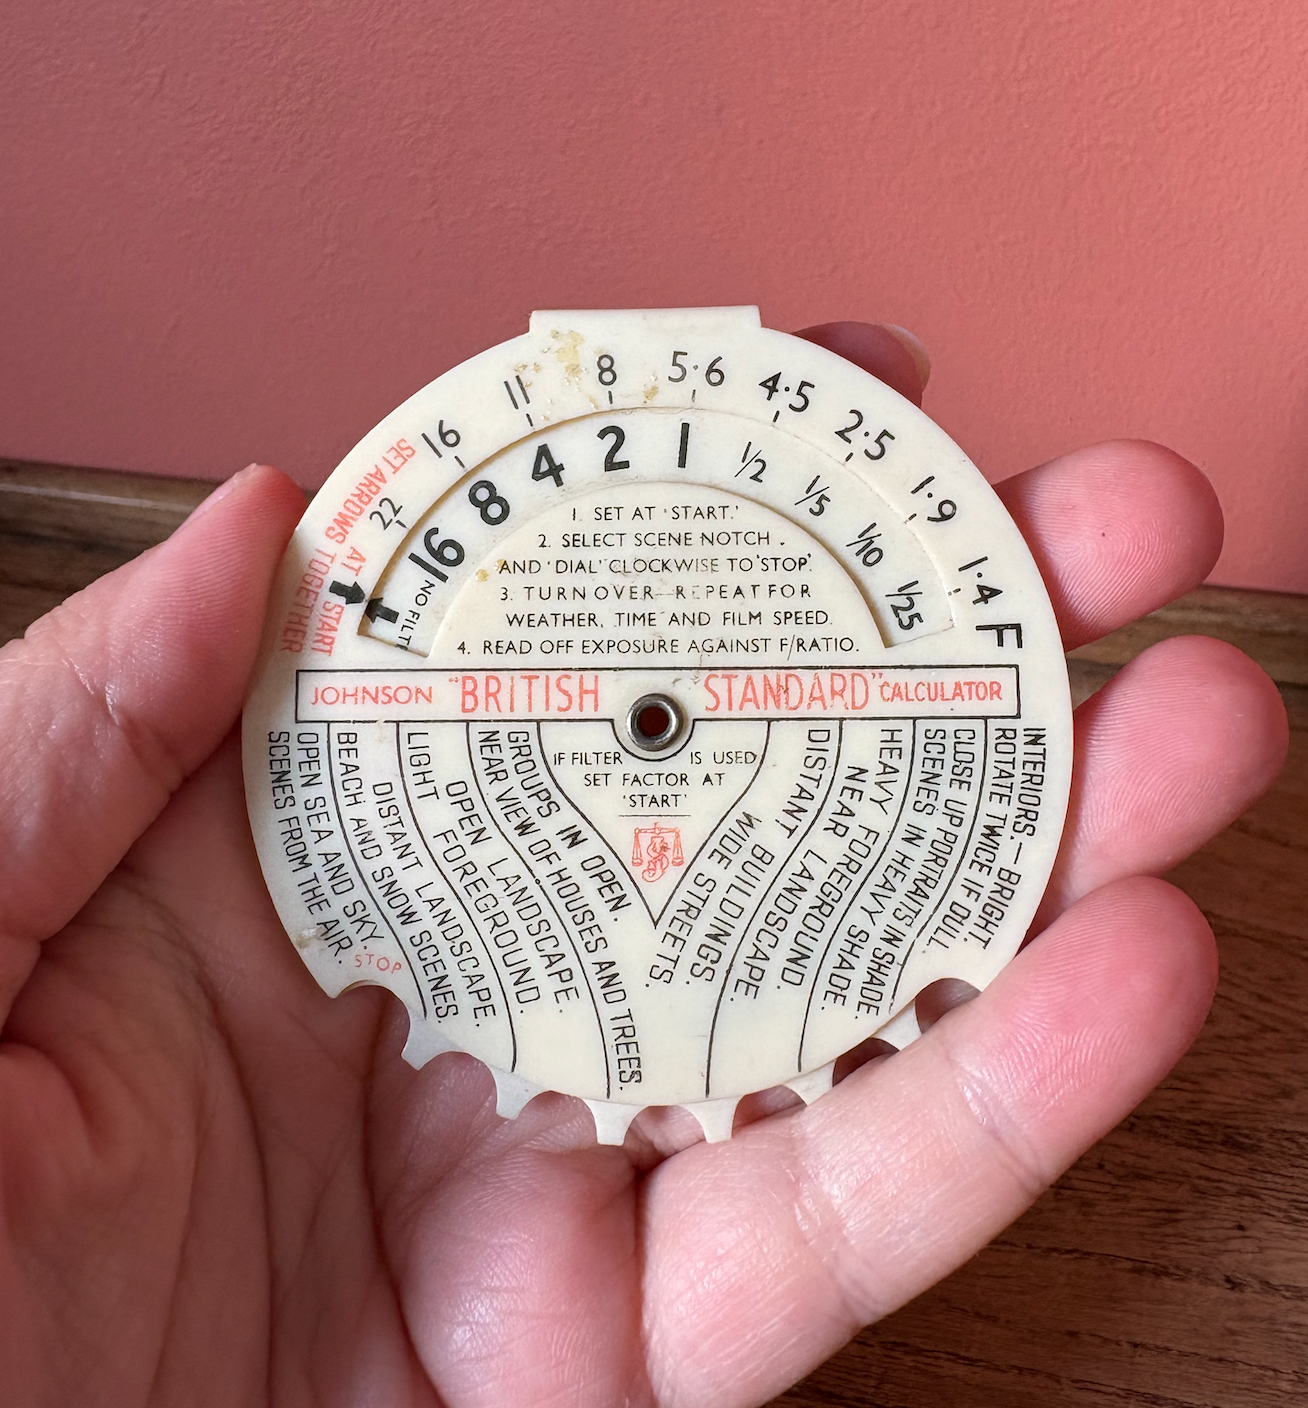 SET ARROWS TOGETHER
AT START
22 16 11 8 5·6 4·5 2·5 1·9 1·4 F
NO FILT
16 8 4 2 1 1/2 1/5 1/10 1/25
1. SET AT 'START.'
2. SELECT SCENE NOTCH
AND 'DIAL' CLOCKWISE TO 'STOP'.
3. TURN OVER—REPEAT FOR
WEATHER, TIME AND FILM SPEED.
4. READ OFF EXPOSURE AGAINST F/RATIO.
JOHNSON "BRITISH STANDARD" CALCULATOR
IF FILTER IS USED
SET FACTOR AT
'START'
SCENES FROM THE AIR.
OPEN SEA AND SKY.
STOP
BEACH AND SNOW SCENES.
DISTANT LANDSCAPE.
LIGHT FOREGROUND.
OPEN LANDSCAPE.
NEAR VIEW OF HOUSES AND TREES.
GROUPS IN OPEN.
WIDE STREETS.
BUILDINGS.
DISTANT LANDSCAPE.
NEAR FOREGROUND.
HEAVY SHADE.
SCENES IN HEAVY SHADE.
CLOSE UP PORTRAITS IN SHADE.
ROTATE TWICE IF DULL.
INTERIORS:—BRIGHT.